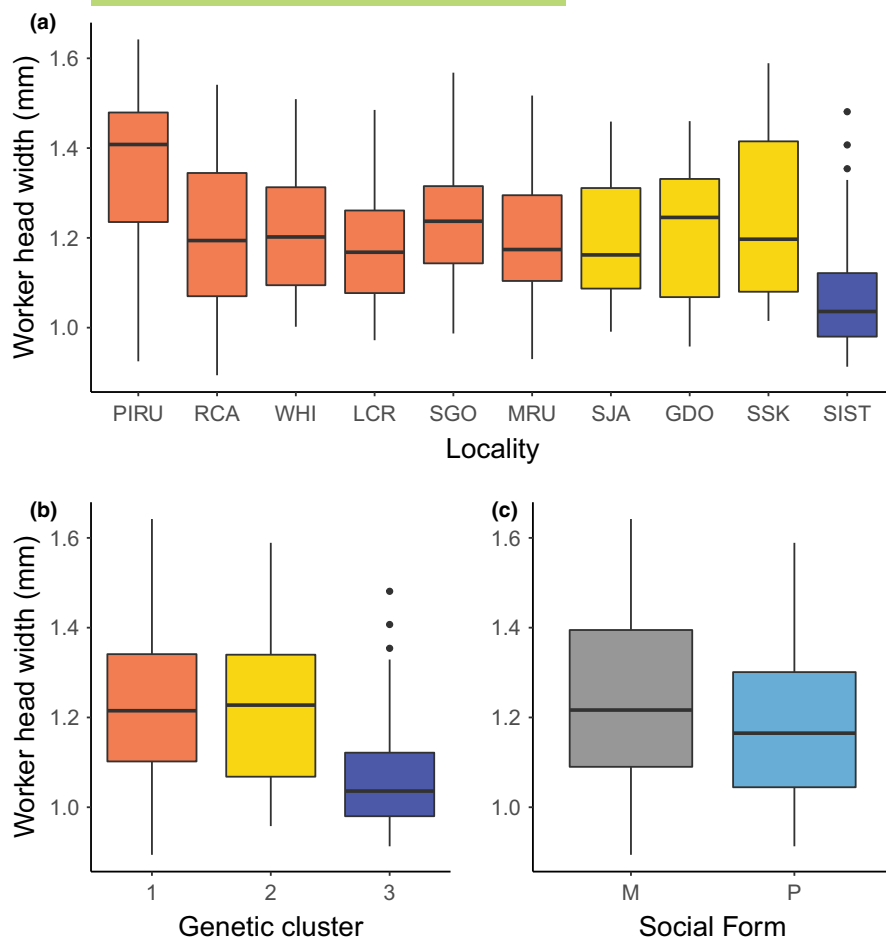 (a)
Worker head width (mm)
1.6
1.4
1.2
1.0
PIRU RCA WHI LCR SGO MRU SJA GDO SSK SIST
Locality
(b)
Worker head width (mm)
1.6
1.4
1.2
1.0
1 2 3
Genetic cluster
(c)
1.6
1.4
1.2
1.0
M P
Social Form